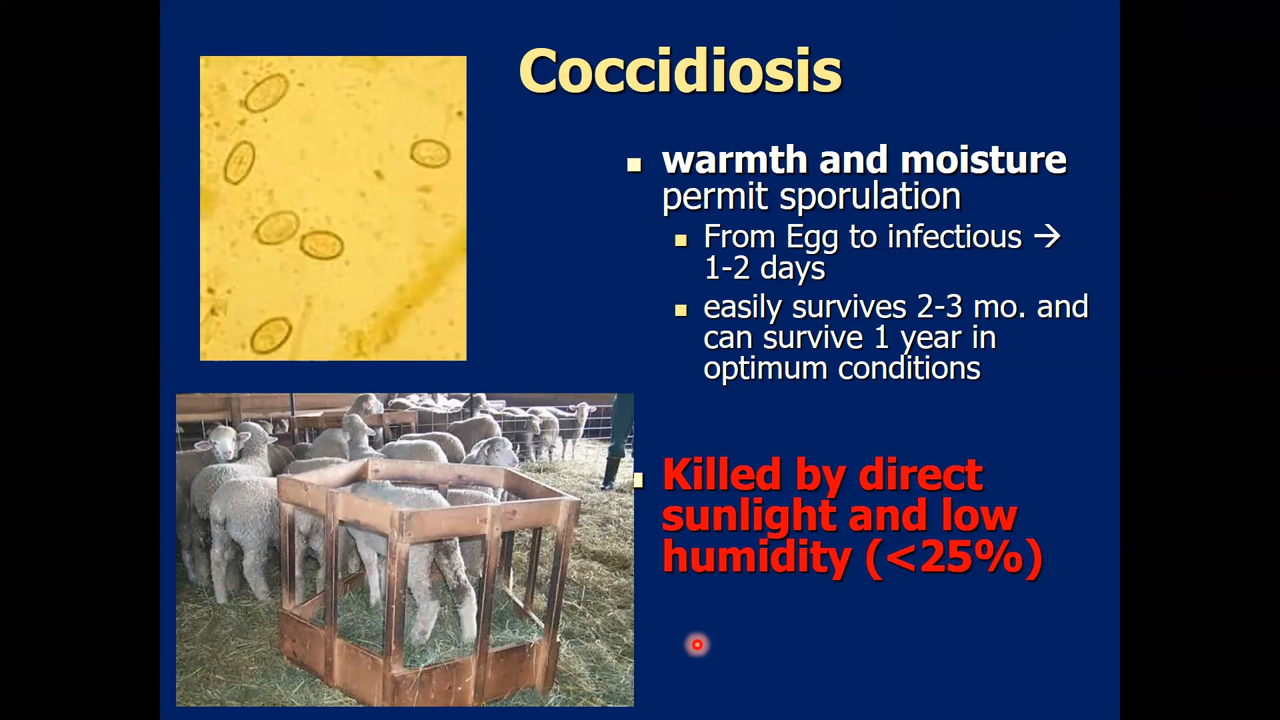 Coccidiosis
warmth and moisture
permit sporulation
From Egg to infectious →
1-2 days
easily survives 2-3 mo. and
can survive 1 year in
optimum conditions
Killed by direct
sunlight and low
humidity (<25%)